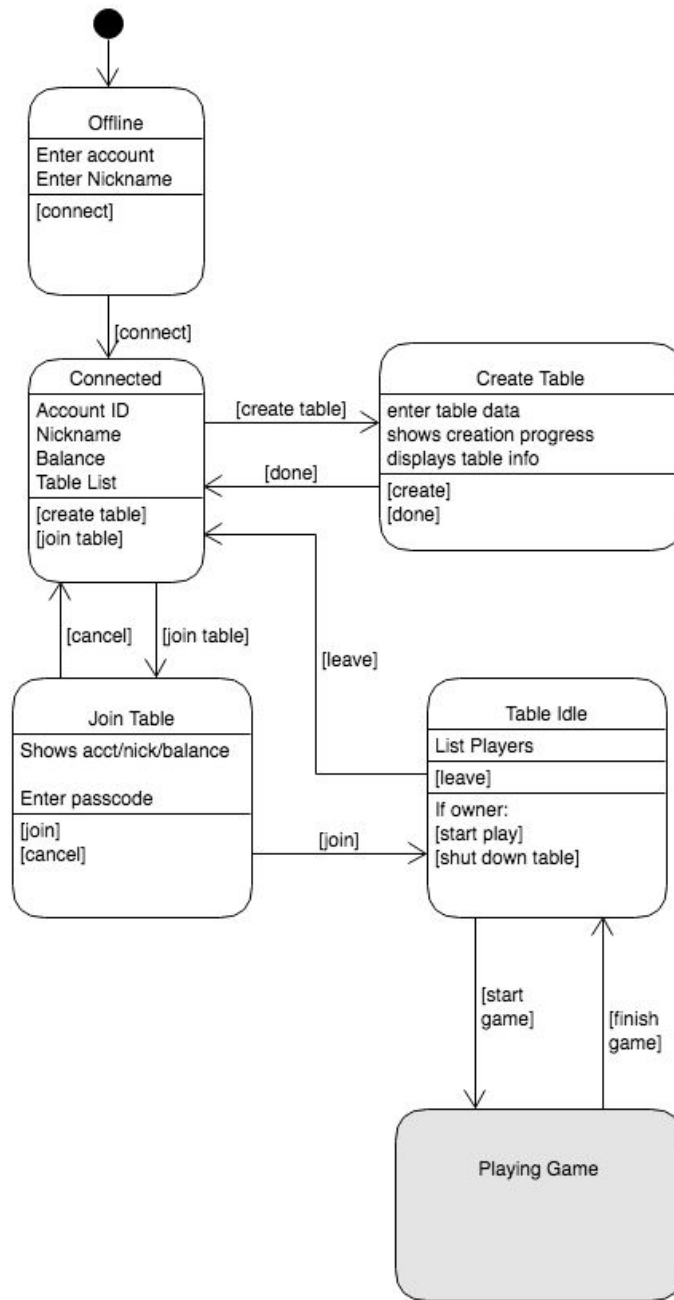 Offline
Enter account
Enter Nickname
[connect]
[connect]
Connected
Account ID
Nickname
Balance
Table List
[create table]
[join table]
[create table]
[done]
Create Table
enter table data
shows creation progress
displays table info
[create]
[done]
[cancel]
[join table]
[leave]
Join Table
Shows acct/nick/balance
Enter passcode
[join]
[cancel]
[join]
Table Idle
List Players
[leave]
If owner:
[start play]
[shut down table]
[start
game]
[finish
game]
Playing Game